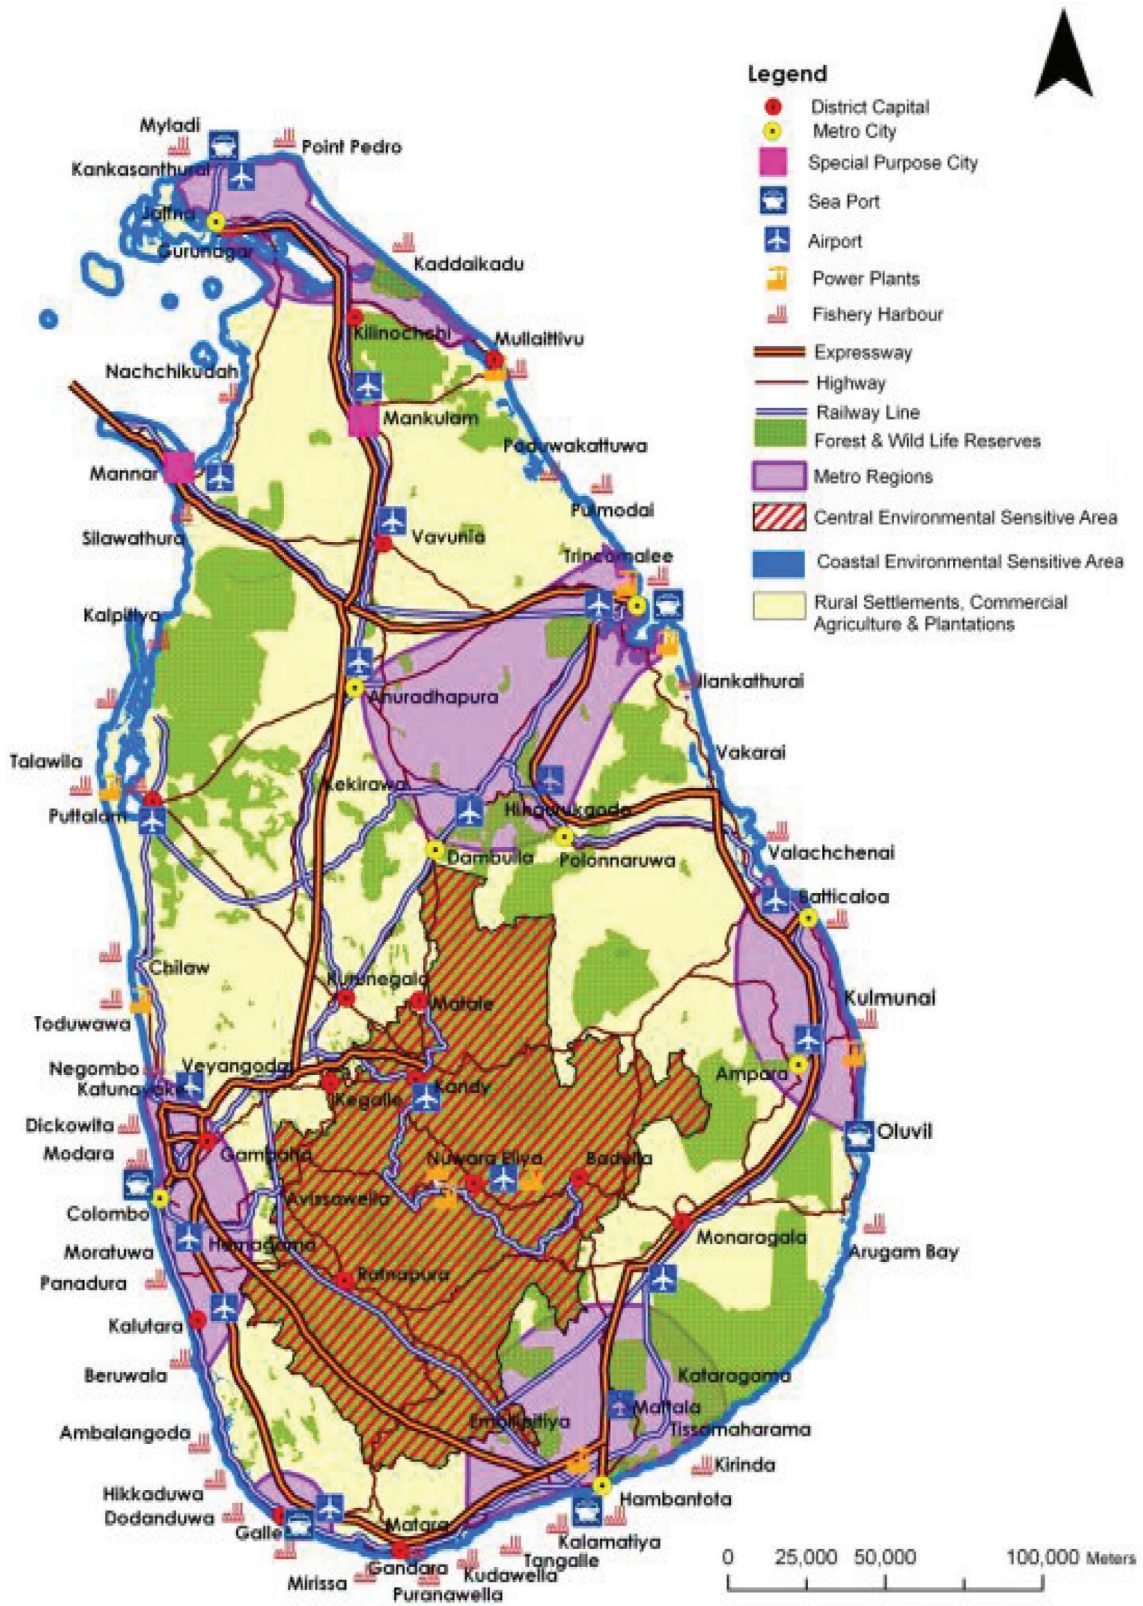 Legend
District Capital
Metro City
Special Purpose City
Sea Port
Airport
Power Plants
Fishery Harbour
Expressway
Highway
Railway Line
Forest & Wild Life Reserves
Metro Regions
Central Environmental Sensitive Area
Coastal Environmental Sensitive Area
Rural Settlements, Commercial
Agriculture & Plantations
Myladi
Point Pedro
Kankasanthurai
Jaffna
Gurunagar
Kaddaikadu
Kilinochchi
Mullaittivu
Nachchikudah
Mankulam
Paduwakattuwa
Mannar
Pulmodai
Silawathura
Vavunia
Trincomalee
Kalpitiya
Ilankathurai
Anuradhapura
Vakarai
Talawila
Kekirawa
Hingurukgoda
Puttalam
Dambulla
Polonnaruwa
Valachchenai
Batticaloa
Chilaw
Kurunegala
Matale
Kulmunai
Toduwawa
Negombo
Veyangoda
Katunayake
Kegalle
Kandy
Ampara
Dickowita
Modara
Gampaha
Nuwara Eliya
Badulla
Oluvil
Avissawella
Colombo
Moratuwa
Homagama
Monaragala
Arugam Bay
Panadura
Ratnapura
Kalutara
Beruwala
Kataragama
Mattala
Embilipitiya
Tissamaharama
Ambalangoda
Kirinda
Hikkaduwa
Hambantota
Dodanduwa
Galle
Matara
Kalamatiya
Tangalle
Gandara
Kudawella
Mirissa
Puranawella
0 25,000 50,000 100,000 Meters